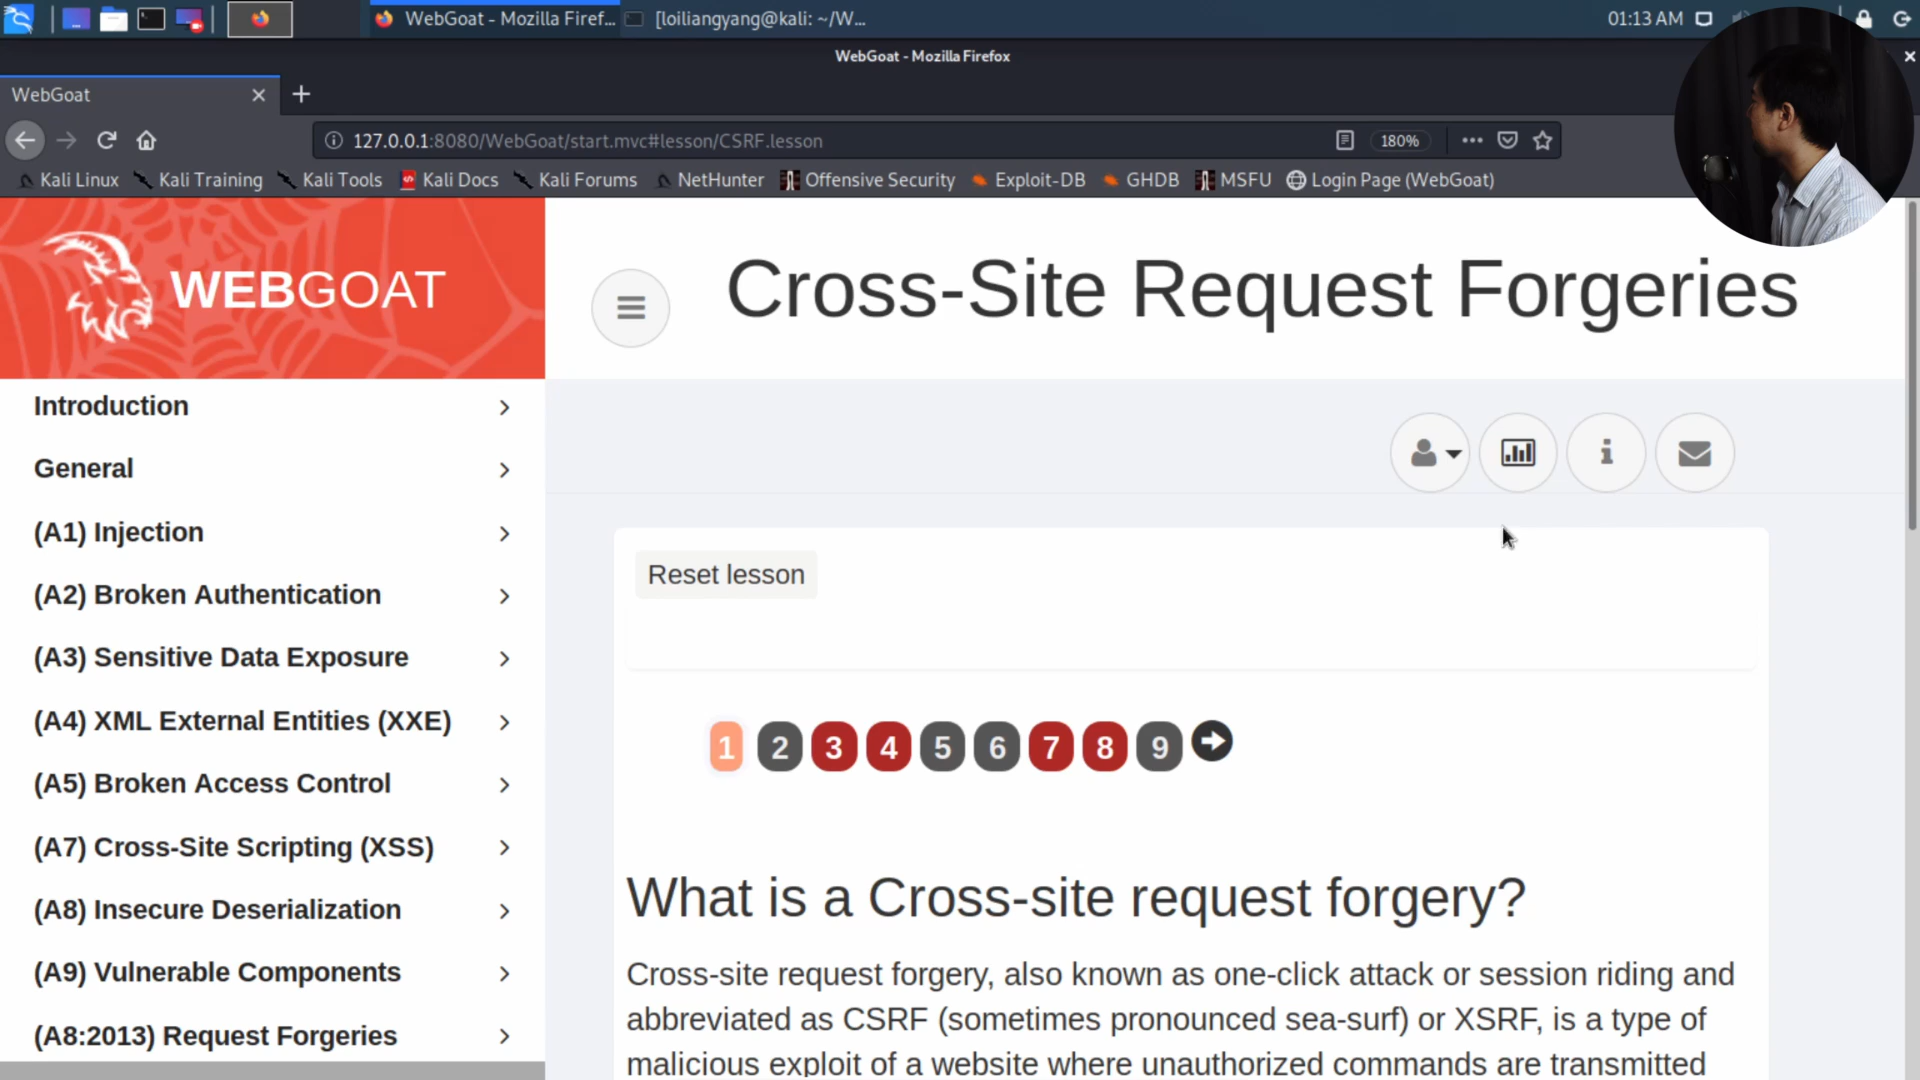 WebGoat - Mozilla Firef...
[loiliangyang@kali: ~/W...
01:13 AM
WebGoat - Mozilla Firefox
WebGoat
127.0.0.1:8080/WebGoat/start.mvc#lesson/CSRF.lesson
180%
Kali Linux
Kali Training
Kali Tools
Kali Docs
Kali Forums
NetHunter
Offensive Security
Exploit-DB
GHDB
MSFU
Login Page (WebGoat)
WEBGOAT
Cross-Site Request Forgeries
Introduction
General
(A1) Injection
(A2) Broken Authentication
(A3) Sensitive Data Exposure
(A4) XML External Entities (XXE)
(A5) Broken Access Control
(A7) Cross-Site Scripting (XSS)
(A8) Insecure Deserialization
(A9) Vulnerable Components
(A8:2013) Request Forgeries
Reset lesson
1 2 3 4 5 6 7 8 9
What is a Cross-site request forgery?
Cross-site request forgery, also known as one-click attack or session riding and
abbreviated as CSRF (sometimes pronounced sea-surf) or XSRF, is a type of
malicious exploit of a website where unauthorized commands are transmitted